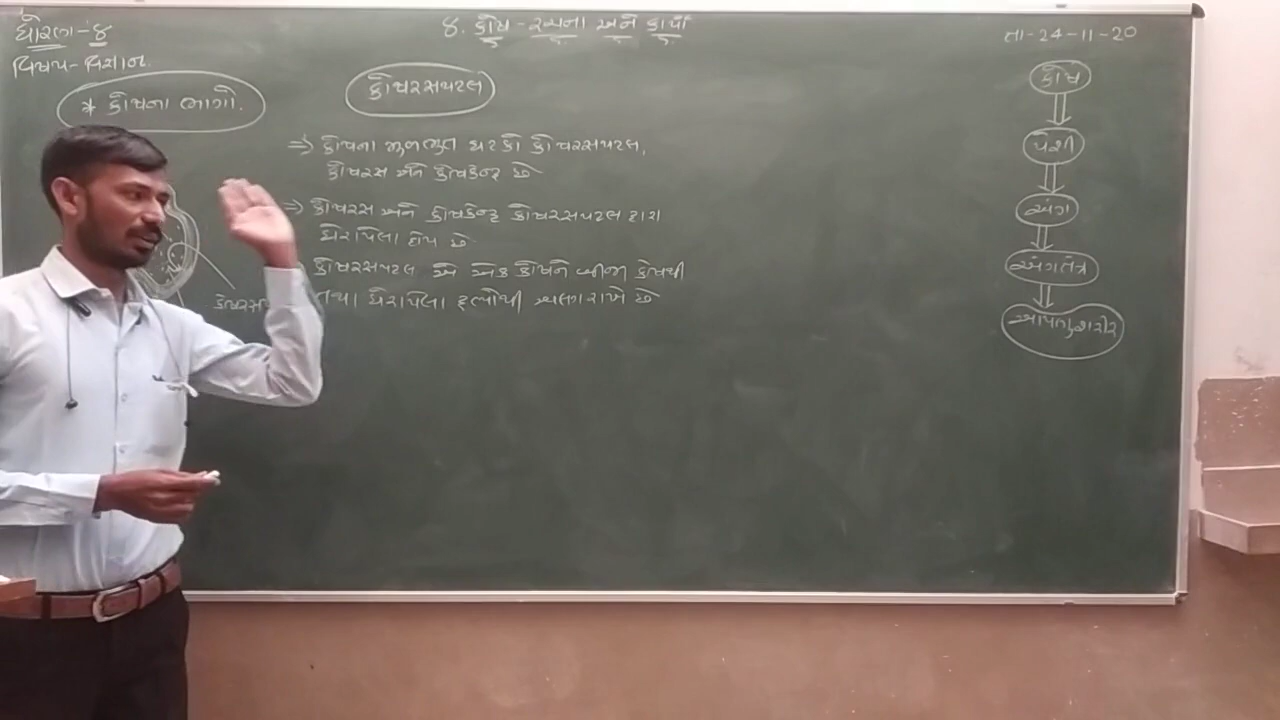 ધોરણ-૪
વિષય-વિજ્ઞાન.
૪. કોષ-રચના અને કાર્યો
તા-24-11-20
* કોષના ભાગો.
કોષરસપટલ
⇒ કોષના મુળભુત ઘટકો કોષરસપટલ,
કોષરસ અને કોષકેન્દ્ર છે
⇒ કોષરસ અને કોષકેન્દ્ર કોષરસપટલ દ્વારા
ઘેરાયેલા હોય છે.
કોષરસપટલ એ એક કોષને બીજા કોષથી
તથા ઘેરાયેલા દ્રવ્યોથી અલગ રાખે છે
કોષ
પેશી
અંગ
અંગતંત્ર
આપણુ શરીર